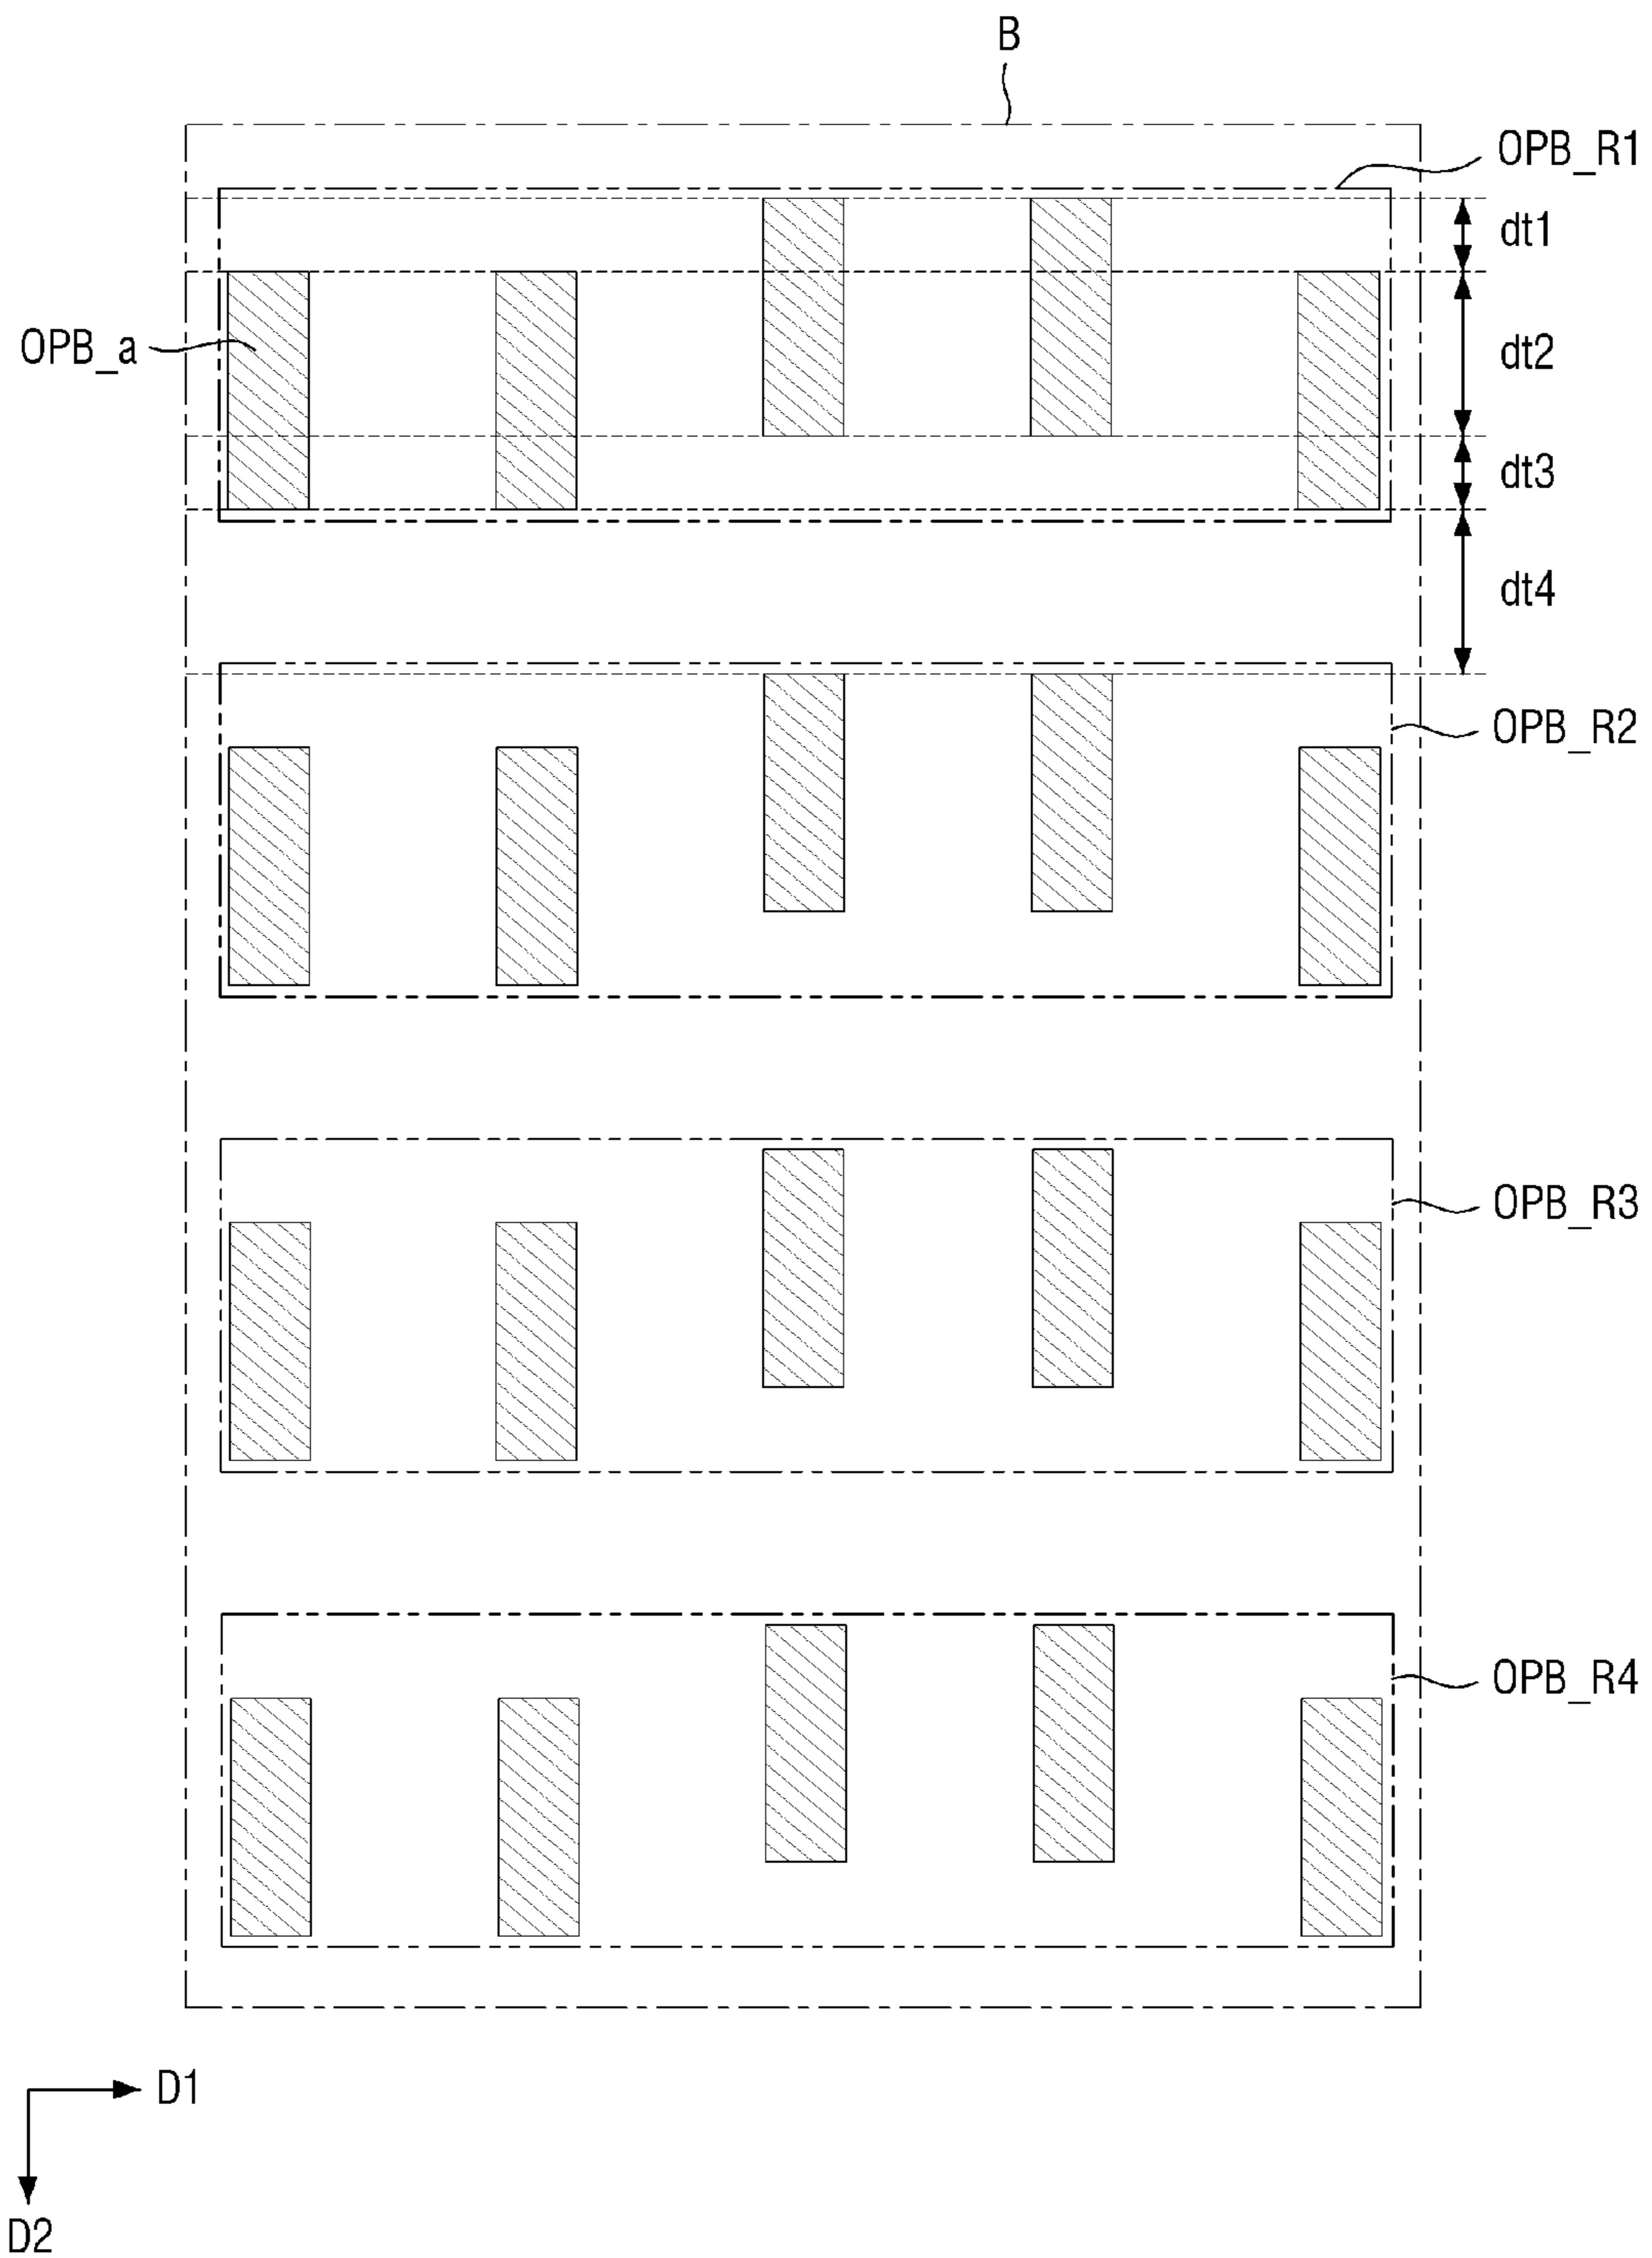 B
OPB_R1
dt1
OPB_a
dt2
dt3
dt4
OPB_R2
OPB_R3
OPB_R4
D1
D2